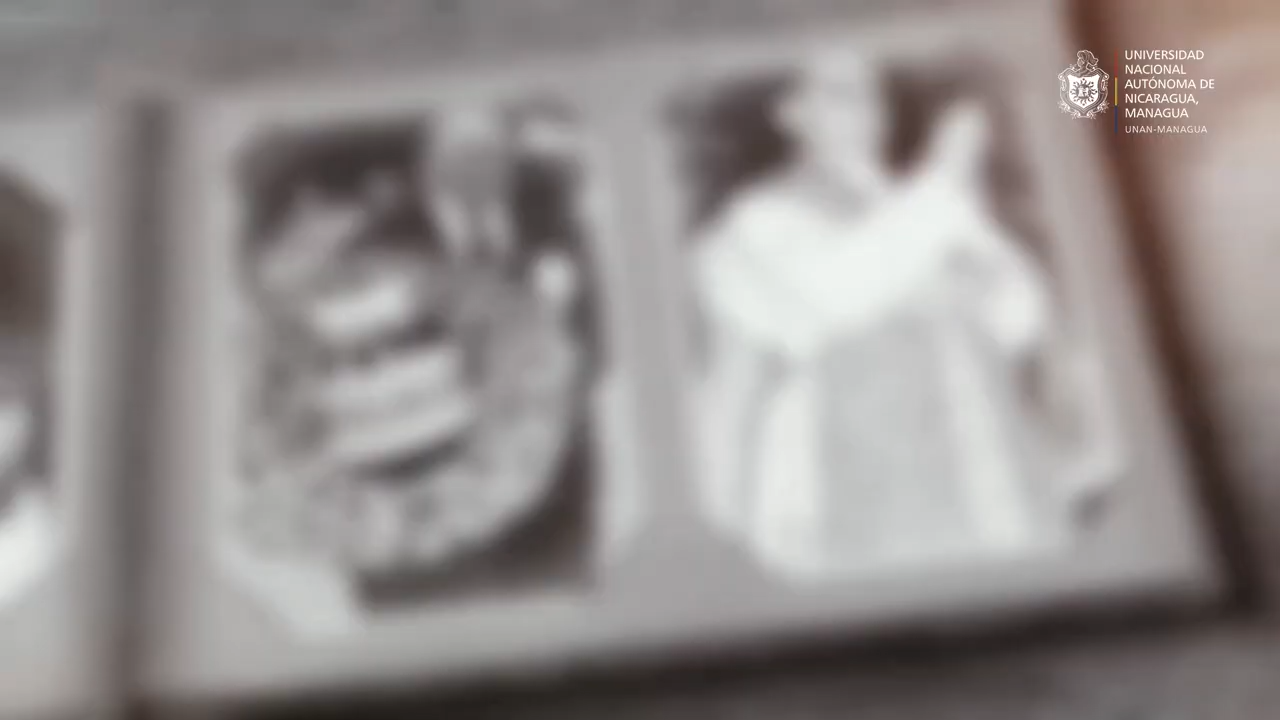 UNIVERSIDAD
NACIONAL
AUTÓNOMA DE
NICARAGUA,
MANAGUA
UNAN-MANAGUA